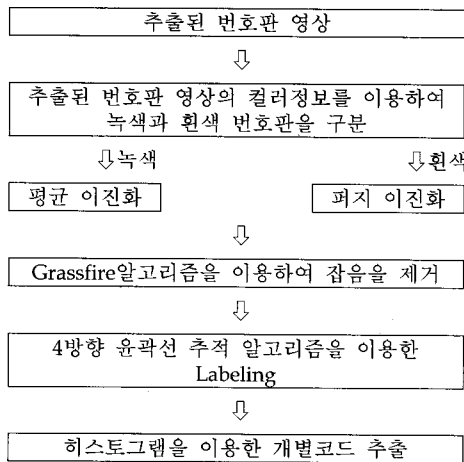 추출된 번호판 영상
추출된 번호판 영상의 컬러정보를 이용하여
녹색과 흰색 번호판을 구분
녹색
흰색
평균 이진화
퍼지 이진화
Grassfire알고리즘을 이용하여 잡음을 제거
4방향 윤곽선 추적 알고리즘을 이용한
Labeling
히스토그램을 이용한 개별코드 추출